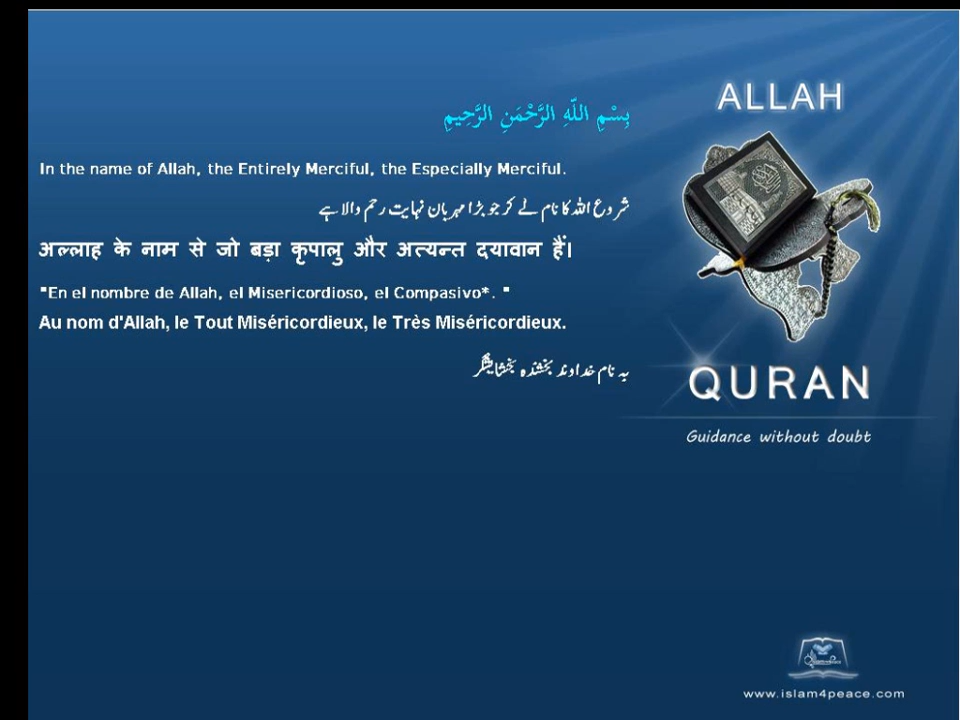 بِسْمِ اللَّهِ الرَّحْمَنِ الرَّحِيمِ
In the name of Allah, the Entirely Merciful, the Especially Merciful.
شروع الله کا نام لے کر جو بڑا مہربان نہایت رحم والا ہے
अल्लाह के नाम से जो बड़ा कृपालु और अत्यन्त दयावान हैं।
"En el nombre de Allah, el Misericordioso, el Compasivo*. "
Au nom d'Allah, le Tout Miséricordieux, le Très Miséricordieux.
به نام خداوند بخشنده بخشایشگر
ALLAH
QURAN
Guidance without doubt
www.islam4peace.com